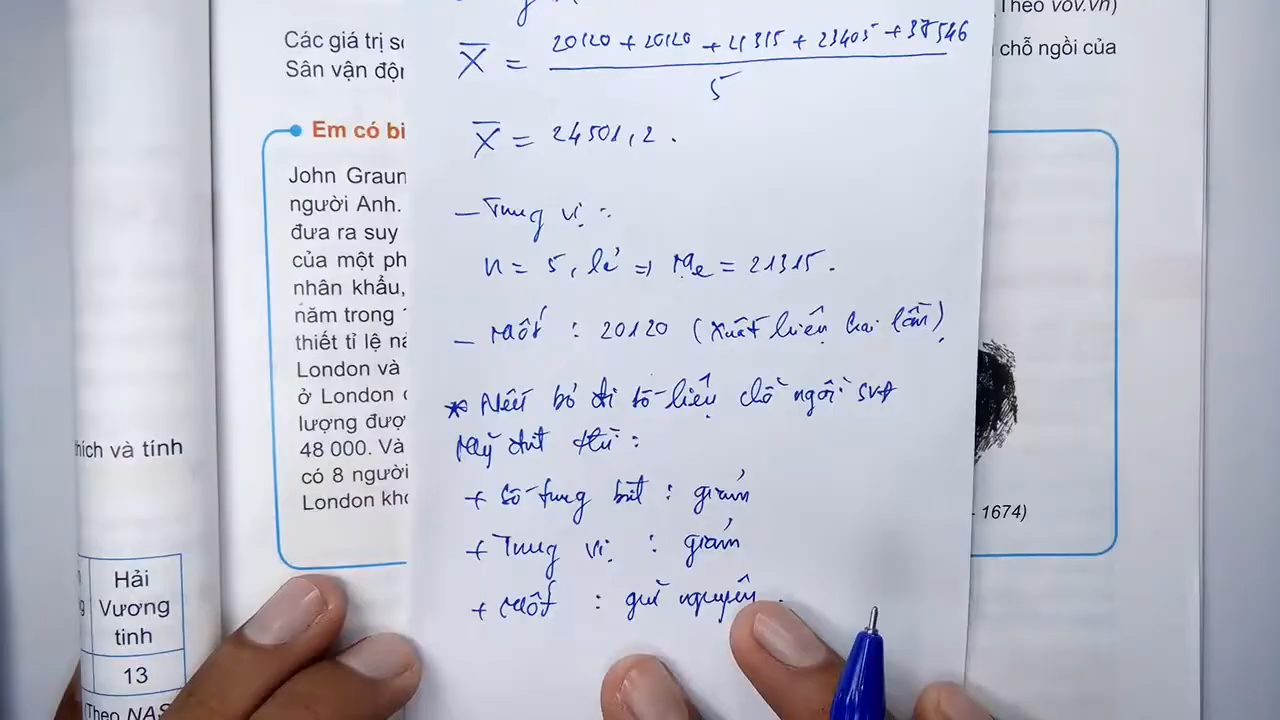 Theo vov.vn)
Các giá trị số
Sân vận độn
chỗ ngồi của
X̄ = (20120 + 20120 + 21315 + 23405 + 37546) / 5
X̄ = 24501,2.
Em có bi
John Graun
người Anh.
đưa ra suy
của một ph
nhân khẩu,
năm trong
thiết tỉ lệ
London và
ở London
lượng đượ
48 000. Và
có 8 người
London kh
- 1674)
– Trung vị :
n = 5, lẻ ⇒ Me = 21315.
– Mốt : 20120 (xuất hiện hai lần)
* Nếu bỏ đi số liệu chỗ ngồi SVĐ
Mỹ đình thì :
+ Số trung bình : giảm
+ Trung vị : giảm
+ Mốt : giữ nguyên.
hích và tính
Hải
Vương
tinh
13
(Theo NAS